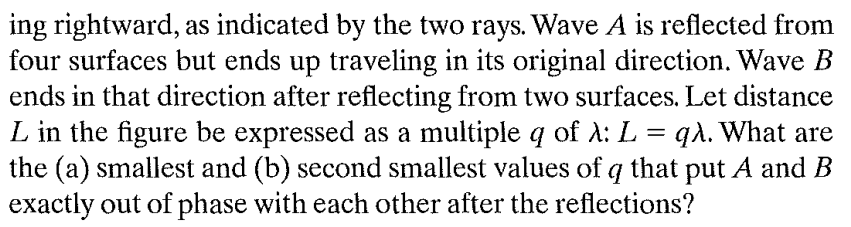 ing rightward, as indicated by the two rays. Wave A is reflected from
four surfaces but ends up traveling in its original direction. Wave B
ends in that direction after reflecting from two surfaces. Let distance
L in the figure be expressed as a multiple q of λ: L = qλ. What are
the (a) smallest and (b) second smallest values of q that put A and B
exactly out of phase with each other after the reflections?